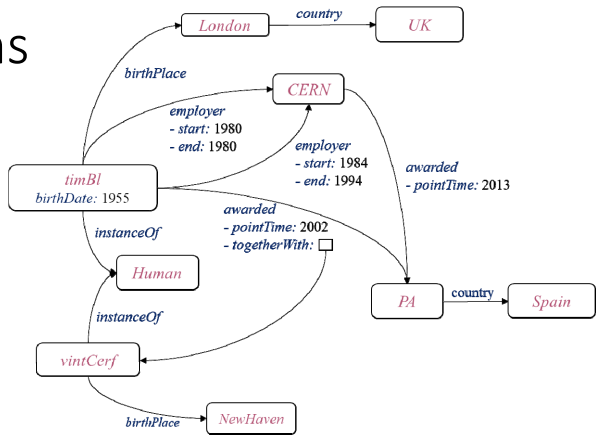 ns
London
country
UK
birthPlace
CERN
employer
- start: 1980
- end: 1980
employer
- start: 1984
- end: 1994
awarded
- pointTime: 2013
timBl
birthDate: 1955
awarded
- pointTime: 2002
- togetherWith:
instanceOf
Human
PA
country
Spain
instanceOf
vintCerf
birthPlace
NewHaven